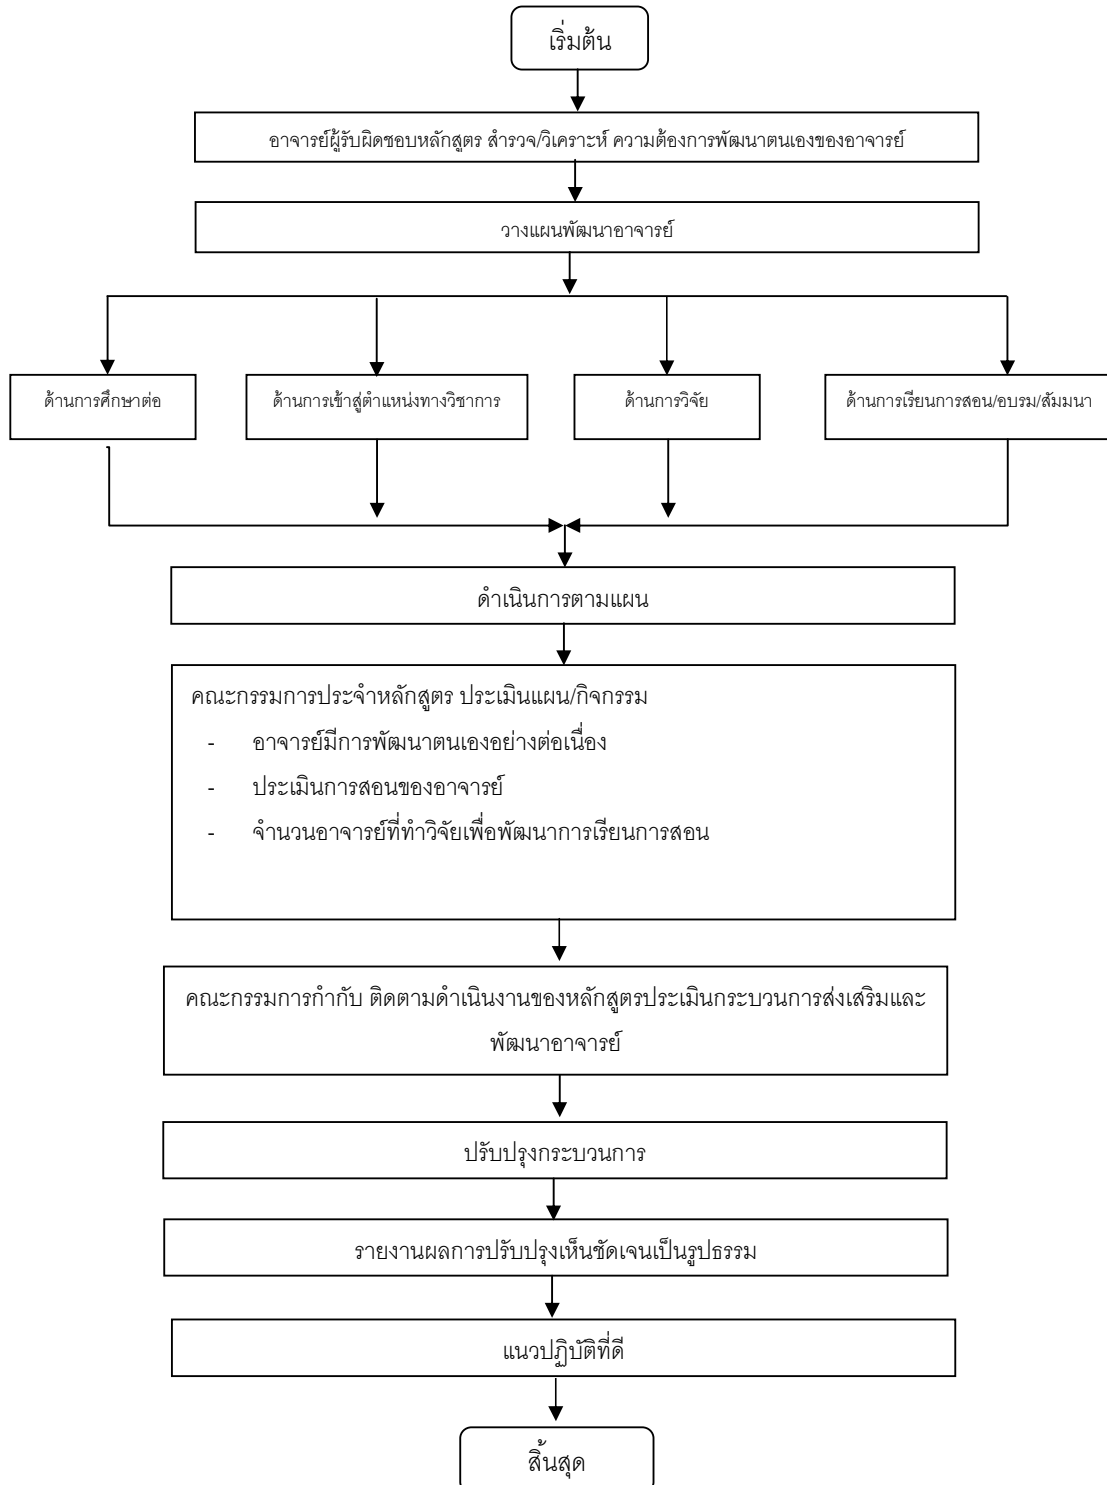 เริ่มต้น
อาจารย์ผู้รับผิดชอบหลักสูตร สำรวจ/วิเคราะห์ ความต้องการพัฒนาตนเองของอาจารย์
วางแผนพัฒนาอาจารย์
ด้านการศึกษาต่อ
ด้านการเข้าสู่ตำแหน่งทางวิชาการ
ด้านการวิจัย
ด้านการเรียนการสอน/อบรม/สัมมนา
ดำเนินการตามแผน
คณะกรรมการประจำหลักสูตร ประเมินแผน/กิจกรรม
- อาจารย์มีการพัฒนาตนเองอย่างต่อเนื่อง
- ประเมินการสอนของอาจารย์
- จำนวนอาจารย์ที่ทำวิจัยเพื่อพัฒนาการเรียนการสอน
คณะกรรมการกำกับ ติดตามดำเนินงานของหลักสูตรประเมินกระบวนการส่งเสริมและ
พัฒนาอาจารย์
ปรับปรุงกระบวนการ
รายงานผลการปรับปรุงเห็นชัดเจนเป็นรูปธรรม
แนวปฏิบัติที่ดี
สิ้นสุด